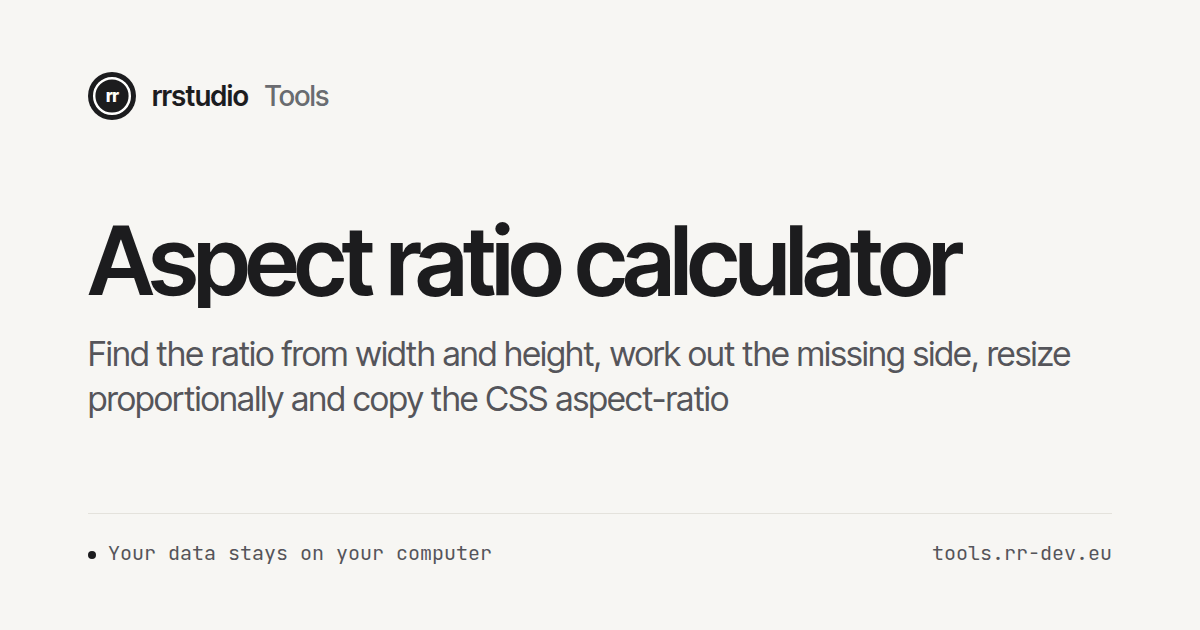 rr rrstudio Tools
Aspect ratio calculator
Find the ratio from width and height, work out the missing side, resize
proportionally and copy the CSS aspect-ratio
Your data stays on your computer
tools.rr-dev.eu